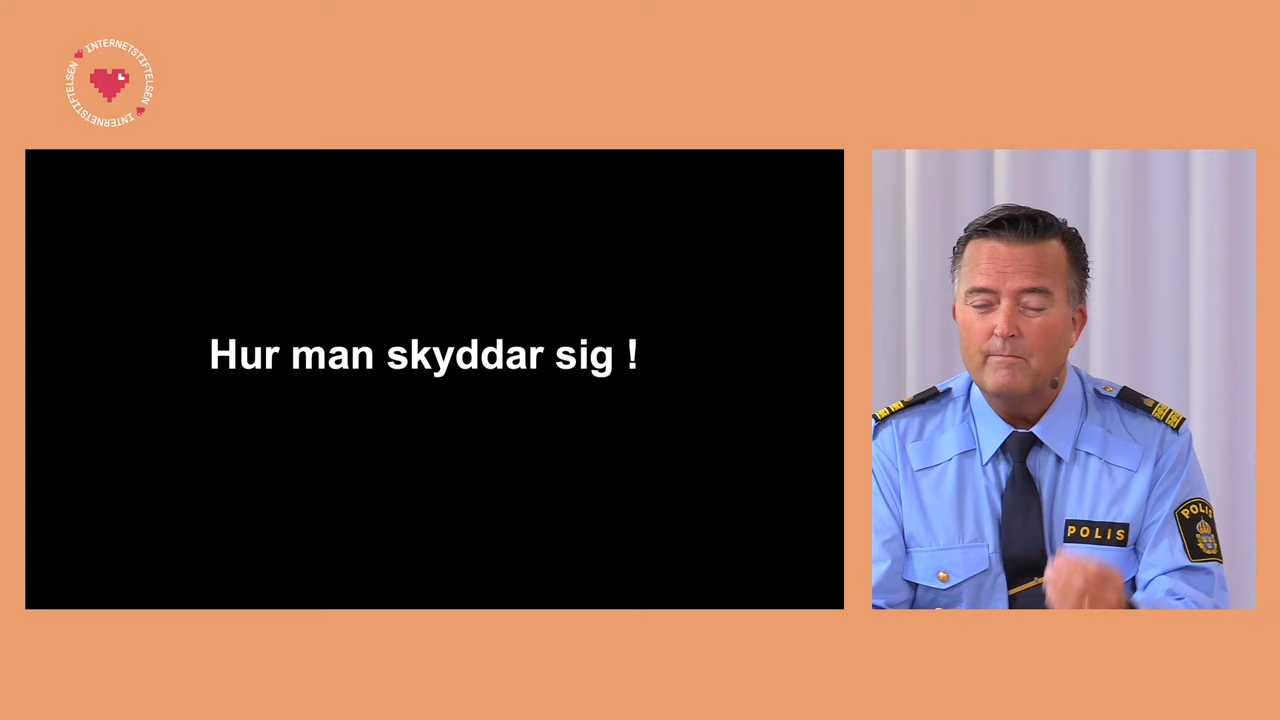 INTERNETSTIFTELSEN INTERNETSTIFTELSEN
Hur man skyddar sig !
POLIS
POLIS